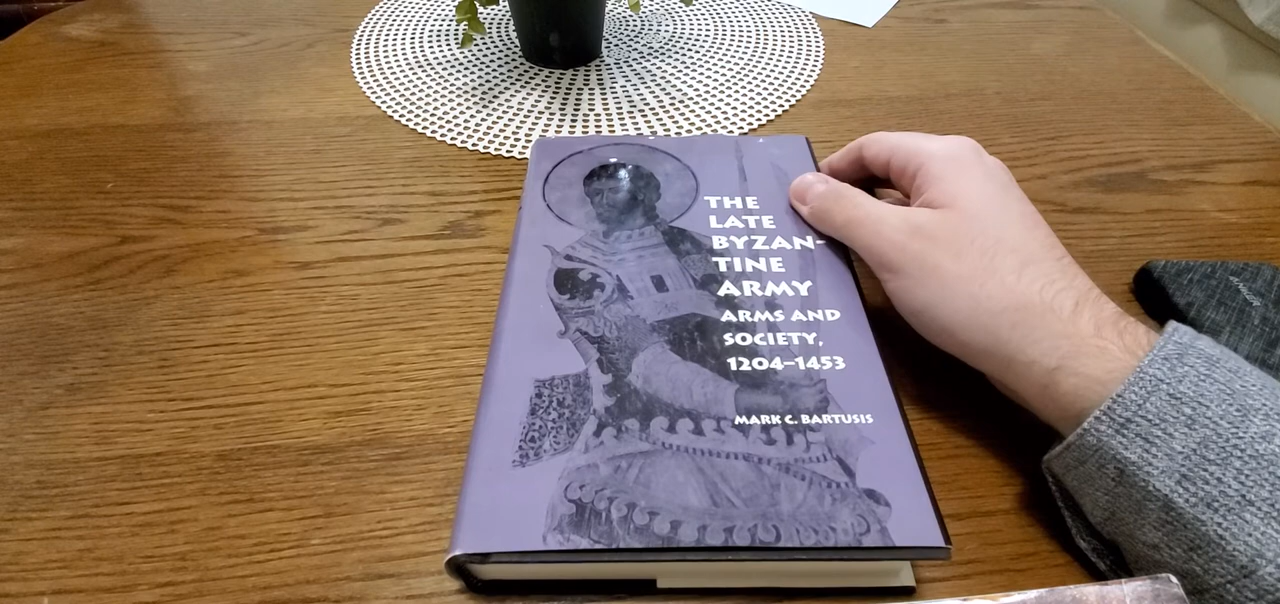 THE
LATE
BYZAN-
TINE
ARMY
ARMS AND
SOCIETY,
1204–1453
MARK C. BARTUSIS